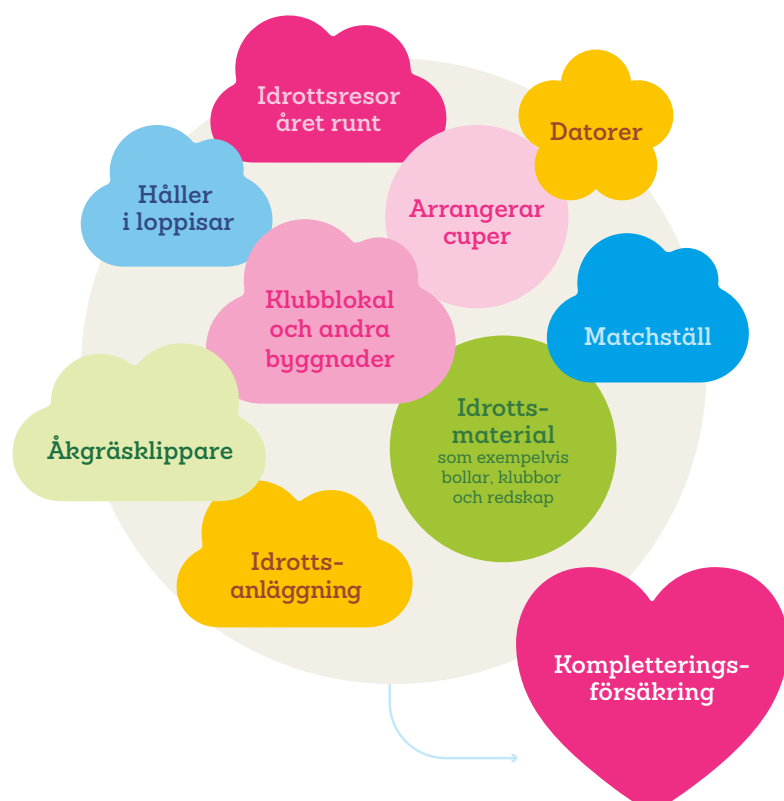 Idrottsresor
året runt
Datorer
Håller
i loppisar
Arrangerar
cuper
Klubblokal
och andra
byggnader
Matchställ
Idrotts-
material
som exempelvis
bollar, klubbor
och redskap
Åkgräsklippare
Idrotts-
anläggning
Kompletterings-
försäkring